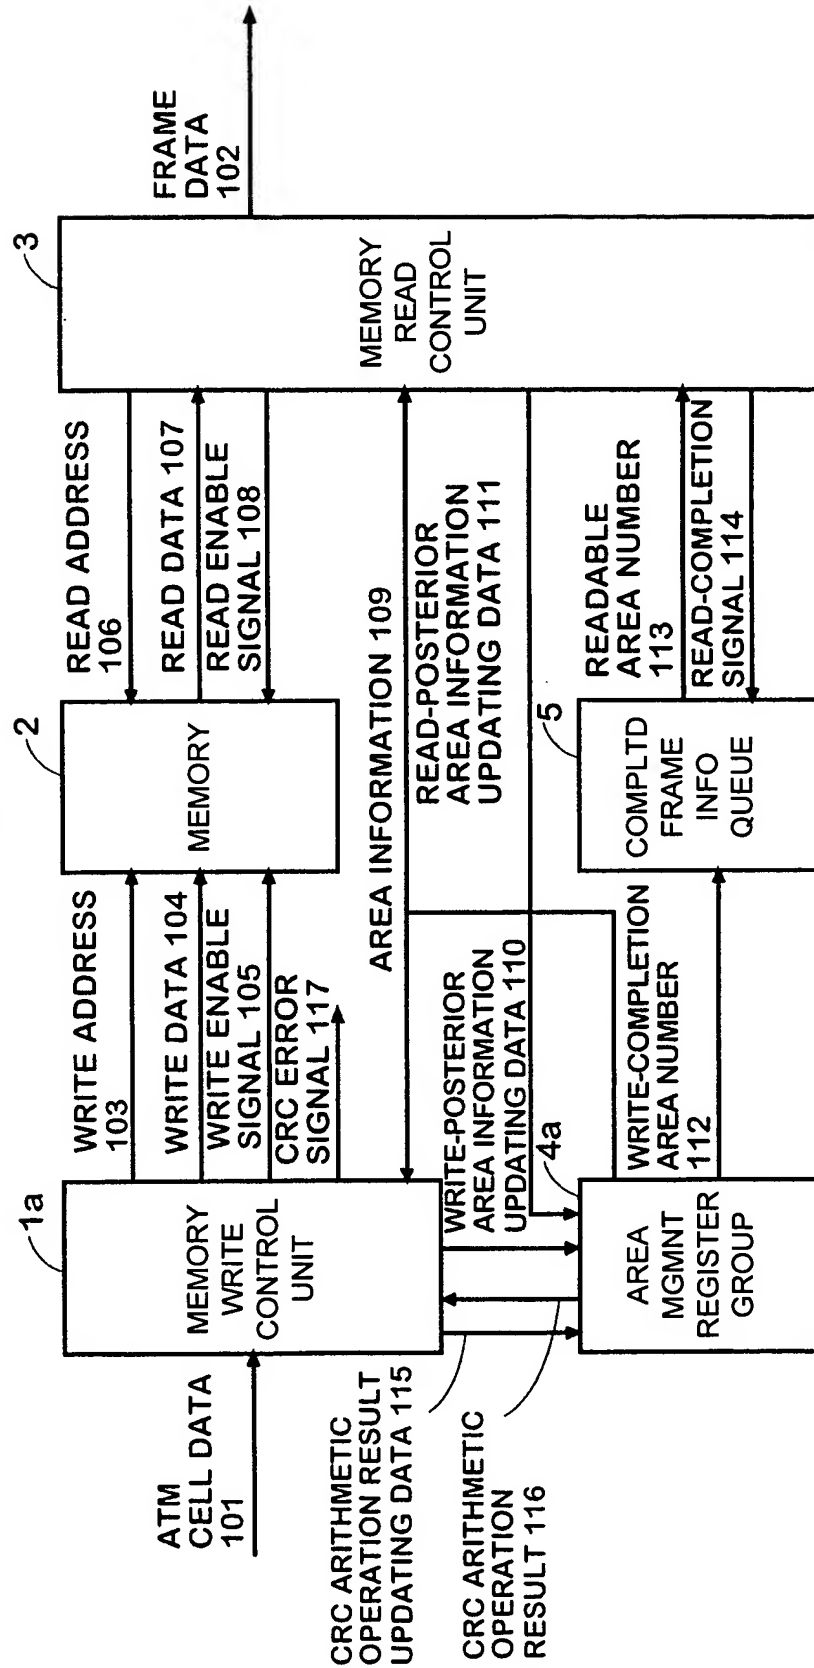 ATM
CELL DATA
101
1a
MEMORY
WRITE
CONTROL
UNIT
WRITE ADDRESS
103
WRITE DATA 104
WRITE ENABLE
SIGNAL 105
CRC ERROR
SIGNAL 117
2
MEMORY
READ ADDRESS
106
READ DATA 107
READ ENABLE
SIGNAL 108
3
MEMORY
READ
CONTROL
UNIT
FRAME
DATA
102
AREA INFORMATION 109
READ-POSTERIOR
AREA INFORMATION
UPDATING DATA 111
WRITE-POSTERIOR
AREA INFORMATION
UPDATING DATA 110
CRC ARITHMETIC
OPERATION RESULT
UPDATING DATA 115
CRC ARITHMETIC
OPERATION
RESULT 116
4a
AREA
MGMNT
REGISTER
GROUP
WRITE-COMPLETION
AREA NUMBER
112
5
COMPLTD
FRAME
INFO
QUEUE
READABLE
AREA NUMBER
113
READ-COMPLETION
SIGNAL 114